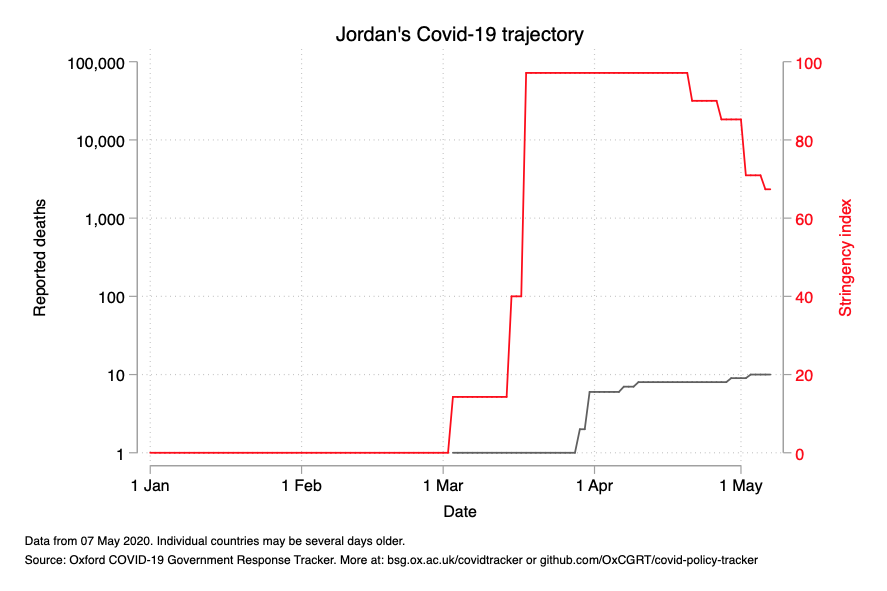 Jordan's Covid-19 trajectory
100,000
10,000
1,000
100
10
1
Reported deaths
100
80
60
40
20
0
Stringency index
1 Jan
1 Feb
1 Mar
1 Apr
1 May
Date
Data from 07 May 2020. Individual countries may be several days older.
Source: Oxford COVID-19 Government Response Tracker. More at: bsg.ox.ac.uk/covidtracker or github.com/OxCGRT/covid-policy-tracker